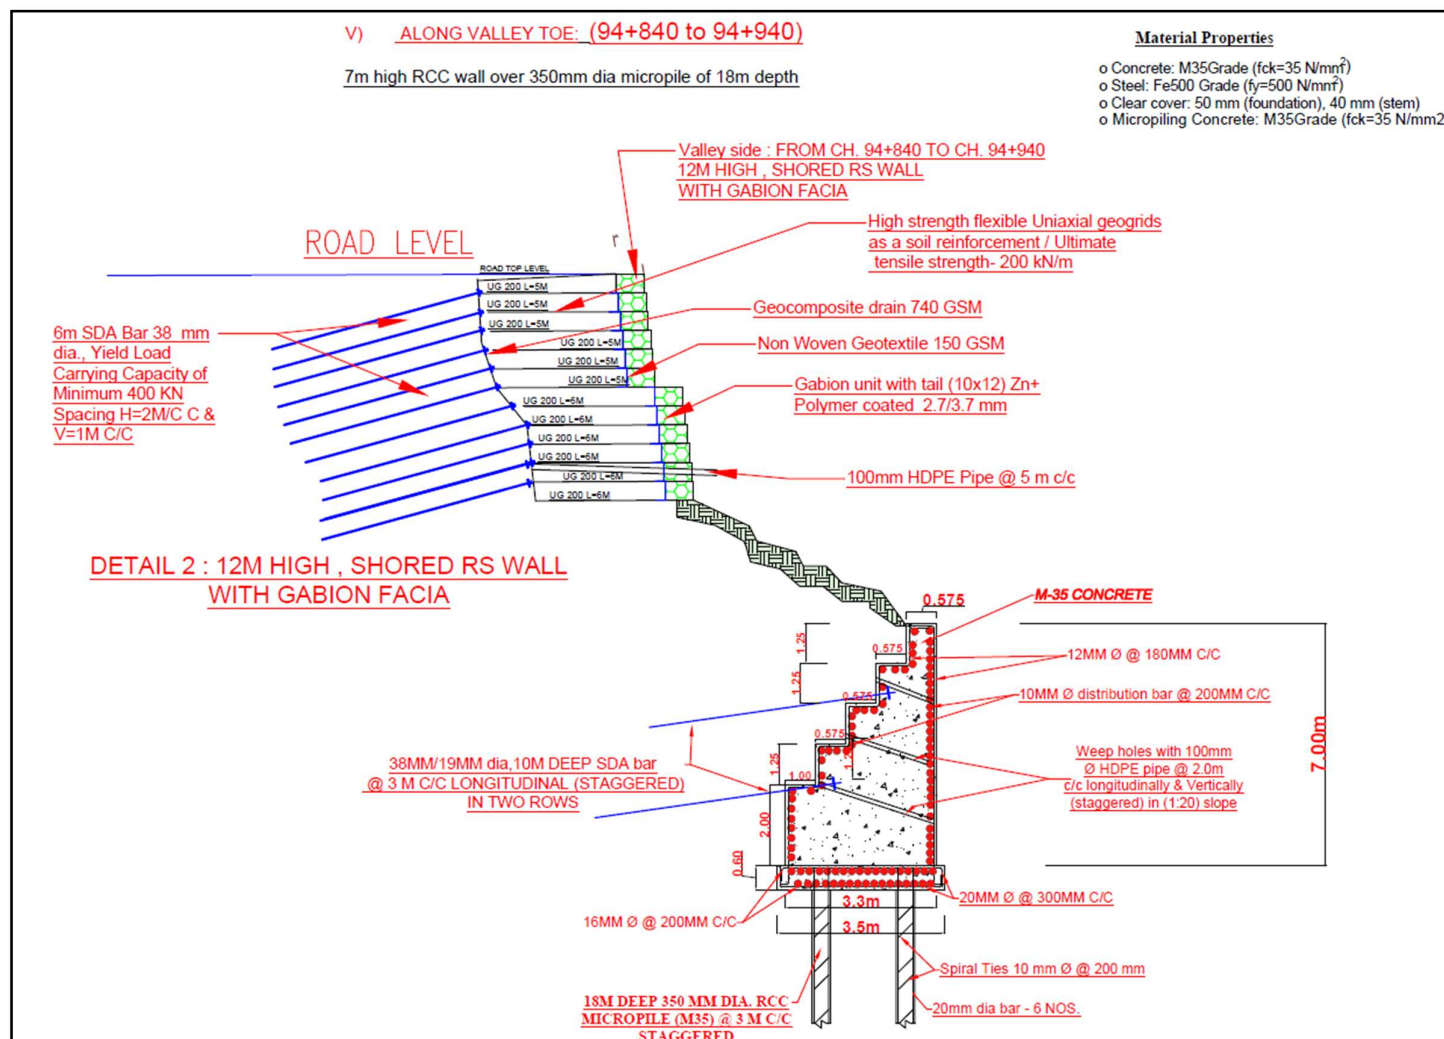 V) ALONG VALLEY TOE: (94+840 to 94+940)
7m high RCC wall over 350mm dia micropile of 18m depth
Material Properties
o Concrete: M35Grade (fck=35 N/mm²)
o Steel: Fe500 Grade (fy=500 N/mm²)
o Clear cover: 50 mm (foundation), 40 mm (stem)
o Micropiling Concrete: M35Grade (fck=35 N/mm2
Valley side : FROM CH. 94+840 TO CH. 94+940
12M HIGH , SHORED RS WALL
WITH GABION FACIA
High strength flexible Uniaxial geogrids
as a soil reinforcement / Ultimate
tensile strength- 200 kN/m
ROAD LEVEL
r
ROAD TOP LEVEL
UG 200 L=5M
UG 200 L=5M
UG 200 L=5M
UG 200 L=5M
UG 200 L=5M
UG 200 L=5M
UG 200 L=6M
UG 200 L=6M
UG 200 L=6M
UG 200 L=6M
UG 200 L=6M
UG 200 L=6M
Geocomposite drain 740 GSM
Non Woven Geotextile 150 GSM
Gabion unit with tail (10x12) Zn+
Polymer coated 2.7/3.7 mm
100mm HDPE Pipe @ 5 m c/c
6m SDA Bar 38 mm
dia., Yield Load
Carrying Capacity of
Minimum 400 KN
Spacing H=2M/C C &
V=1M C/C
DETAIL 2 : 12M HIGH , SHORED RS WALL
WITH GABION FACIA
0.575
M-35 CONCRETE
1.25
0.575
12MM Ø @ 180MM C/C
1.25
0.575
10MM Ø distribution bar @ 200MM C/C
0.575
1.25
1.00
7.00m
38MM/19MM dia,10M DEEP SDA bar
@ 3 M C/C LONGITUDINAL (STAGGERED)
IN TWO ROWS
Weep holes with 100mm
Ø HDPE pipe @ 2.0m
c/c longitudinally & Vertically
(staggered) in (1:20) slope
2.00
0.60
3.3m
20MM Ø @ 300MM C/C
16MM Ø @ 200MM C/C
3.5m
Spiral Ties 10 mm Ø @ 200 mm
18M DEEP 350 MM DIA. RCC
MICROPILE (M35) @ 3 M C/C
STAGGERED
20mm dia bar - 6 NOS.